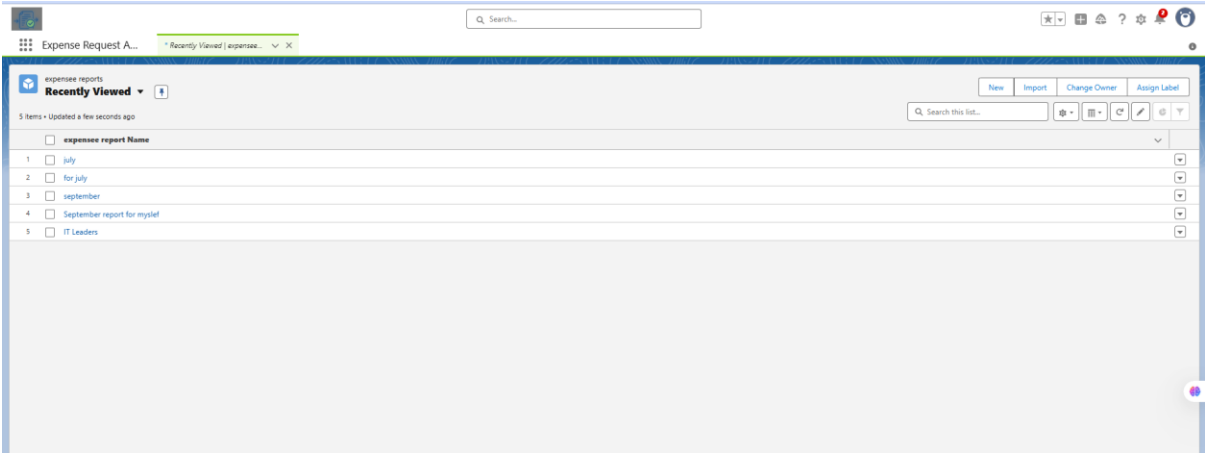 Search...
Expense Request A...
* Recently Viewed | expensee...
expensee reports
Recently Viewed
New
Import
Change Owner
Assign Label
5 items • Updated a few seconds ago
Search this list...
expensee report Name
1 july
2 for july
3 september
4 September report for myslef
5 IT Leaders